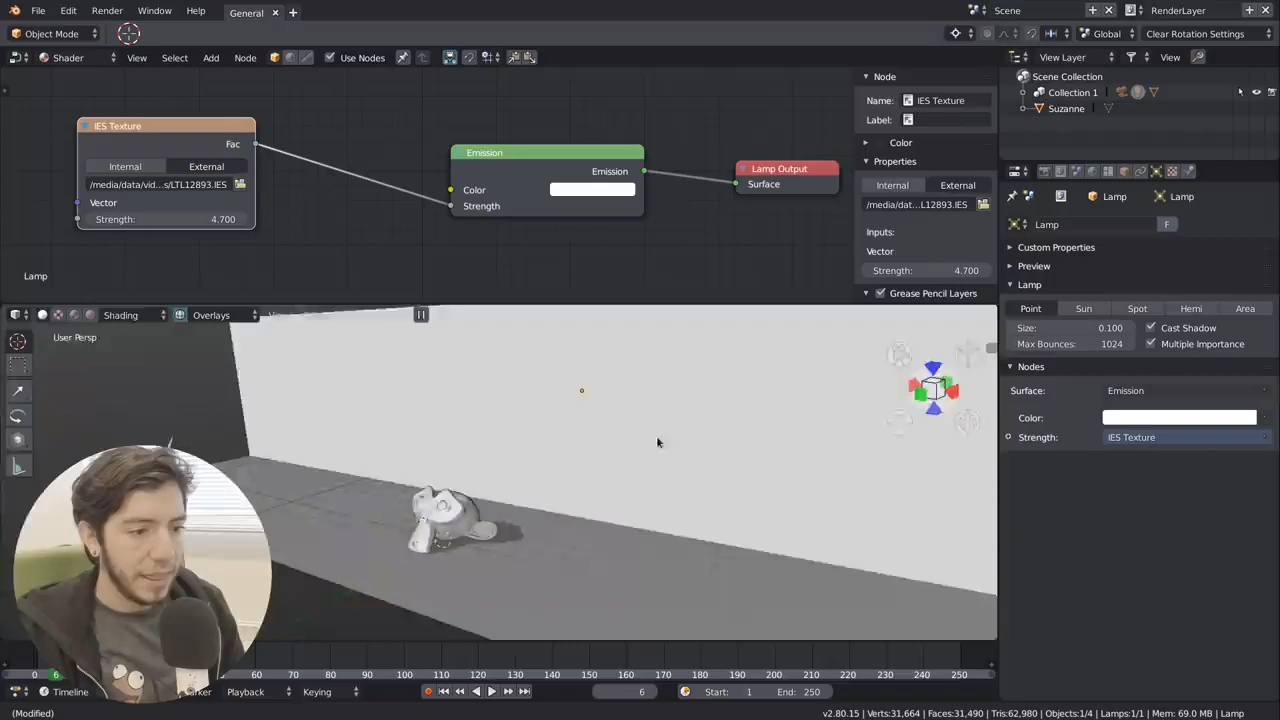 File Edit Render Window Help General Scene RenderLayer
Object Mode Global Clear Rotation Settings
Shader View Select Add Node Use Nodes View Layer View
Node
Name: IES Texture
Label:
Color
Properties
Internal External
/media/dat...L12893.IES
Inputs:
Vector
Strength: 4.700
Grease Pencil Layers
IES Texture
Fac
Internal External
/media/data/vid...s/LTL12893.IES
Vector
Strength: 4.700
Emission
Emission
Color
Strength
Lamp Output
Surface
Lamp
Scene Collection
Collection 1
Suzanne
Lamp Lamp
Lamp F
Custom Properties
Preview
Lamp
Point Sun Spot Hemi Area
Size: 0.100 Cast Shadow
Max Bounces: 1024 Multiple Importance
Nodes
Surface: Emission
Color:
Strength: IES Texture
Shading Overlays
User Persp
0 6 60 70 80 90 100 110 120 130 140 150 160 170 180 190 200 210 220 230 240 250
Timeline Playback Keying 6 Start: 1 End: 250
(Modified) v2.80.15 | Verts:31,664 | Faces:31,490 | Tris:62,980 | Objects:1/4 | Lamps:1/1 | Mem: 69.0 MB | Lamp